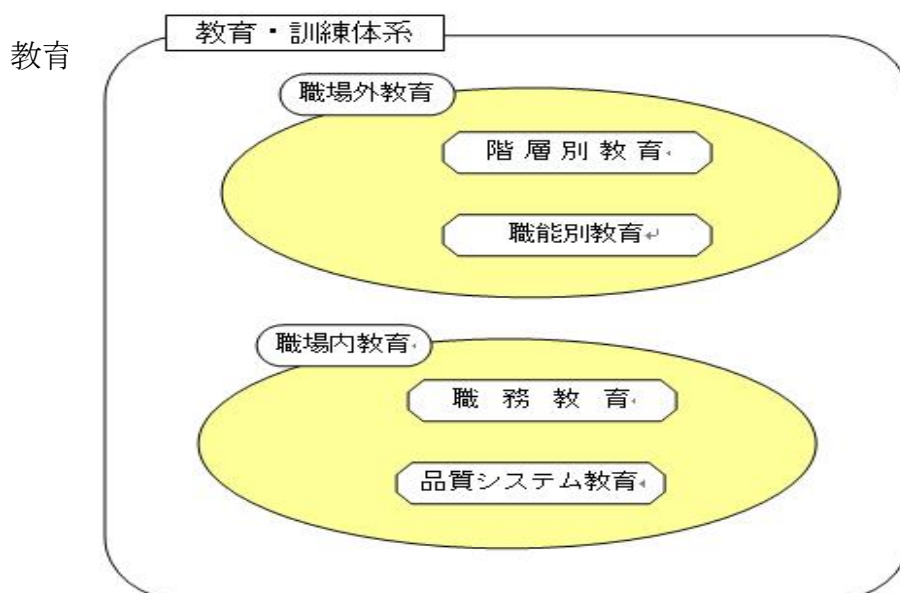 教育・訓練体系
教育
職場外教育
階層別教育
職能別教育
職場内教育
職務教育
品質システム教育